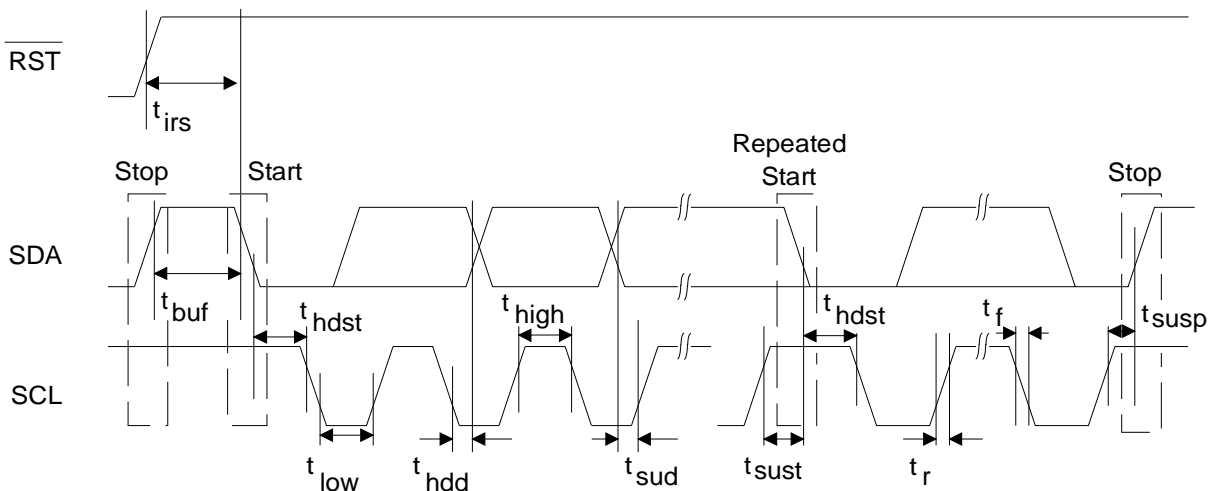 RST
t irs
Repeated
Stop Start Start Stop
SDA
t buf t hdst t high t hdst t f t susp
SCL
t low t hdd t sud t sust t r